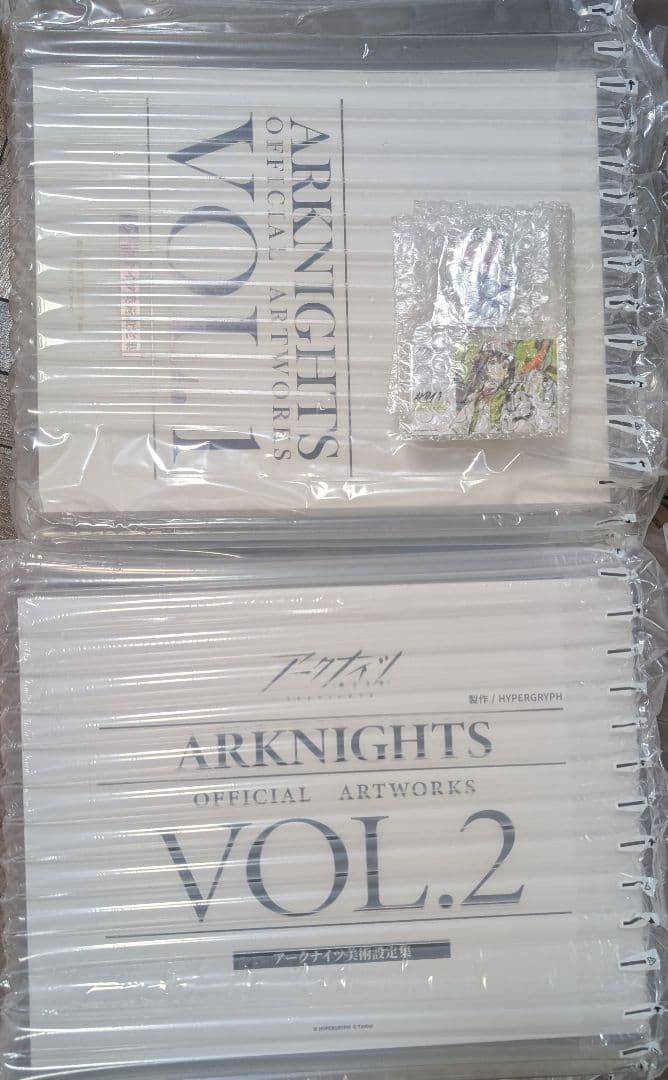 ARKNIGHTS
OFFICIAL ARTWORKS
VOL.1
アークナイツ
製作 / HYPERGRYPH
ARKNIGHTS
OFFICIAL ARTWORKS
VOL.2
アークナイツ美術設定集